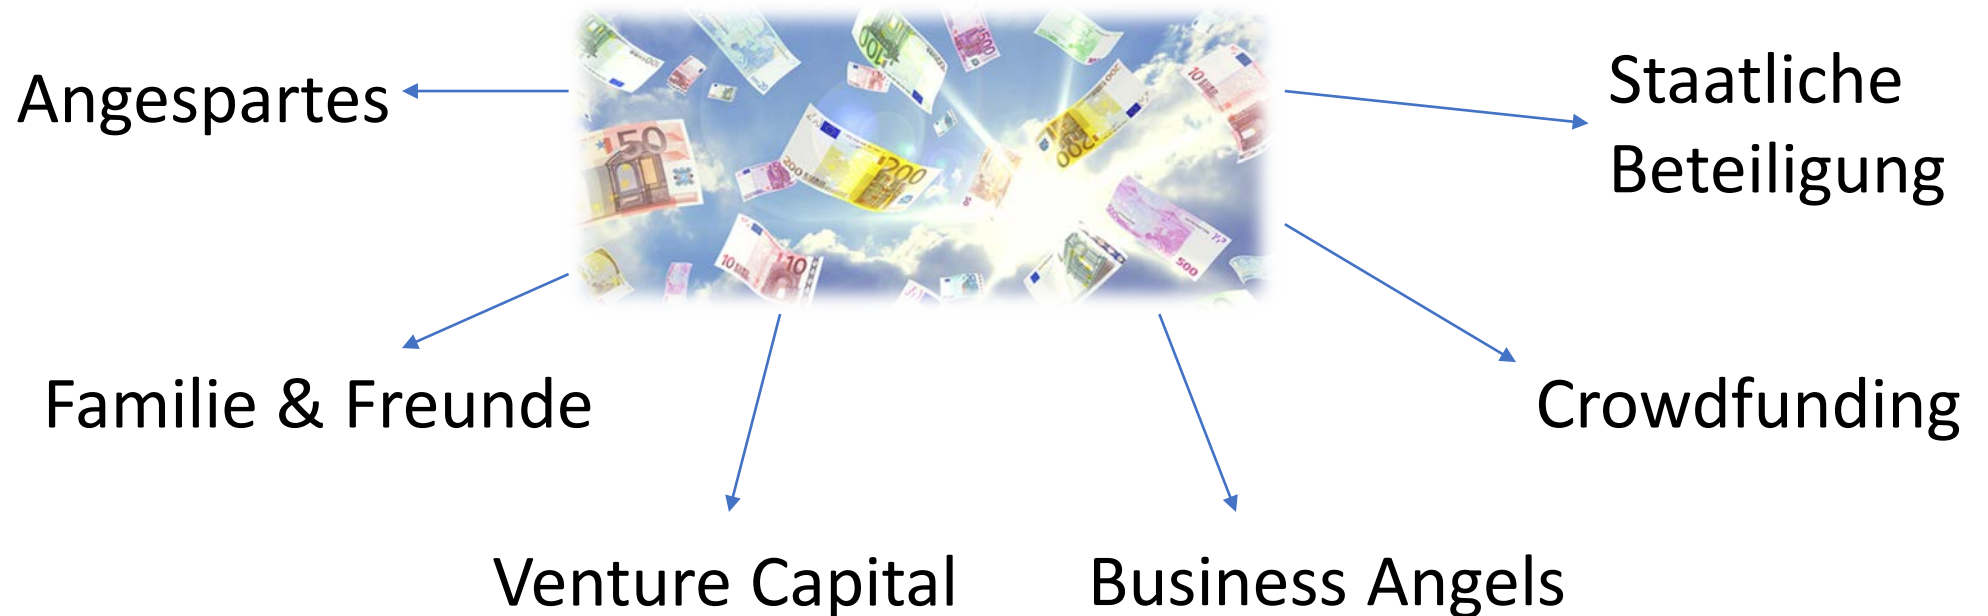 Angespartes
Staatliche
Beteiligung
Familie & Freunde
Crowdfunding
Venture Capital
Business Angels